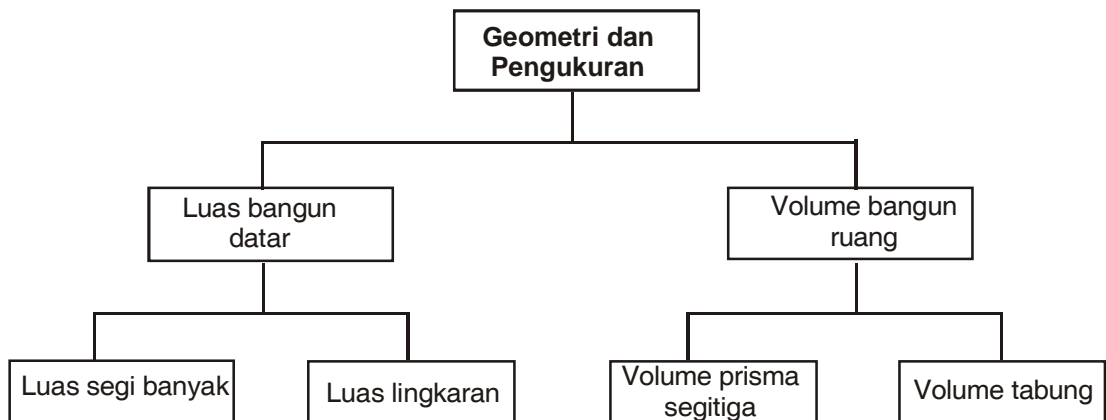 Geometri dan
Pengukuran
Luas bangun
datar
Volume bangun
ruang
Luas segi banyak
Luas lingkaran
Volume prisma
segitiga
Volume tabung